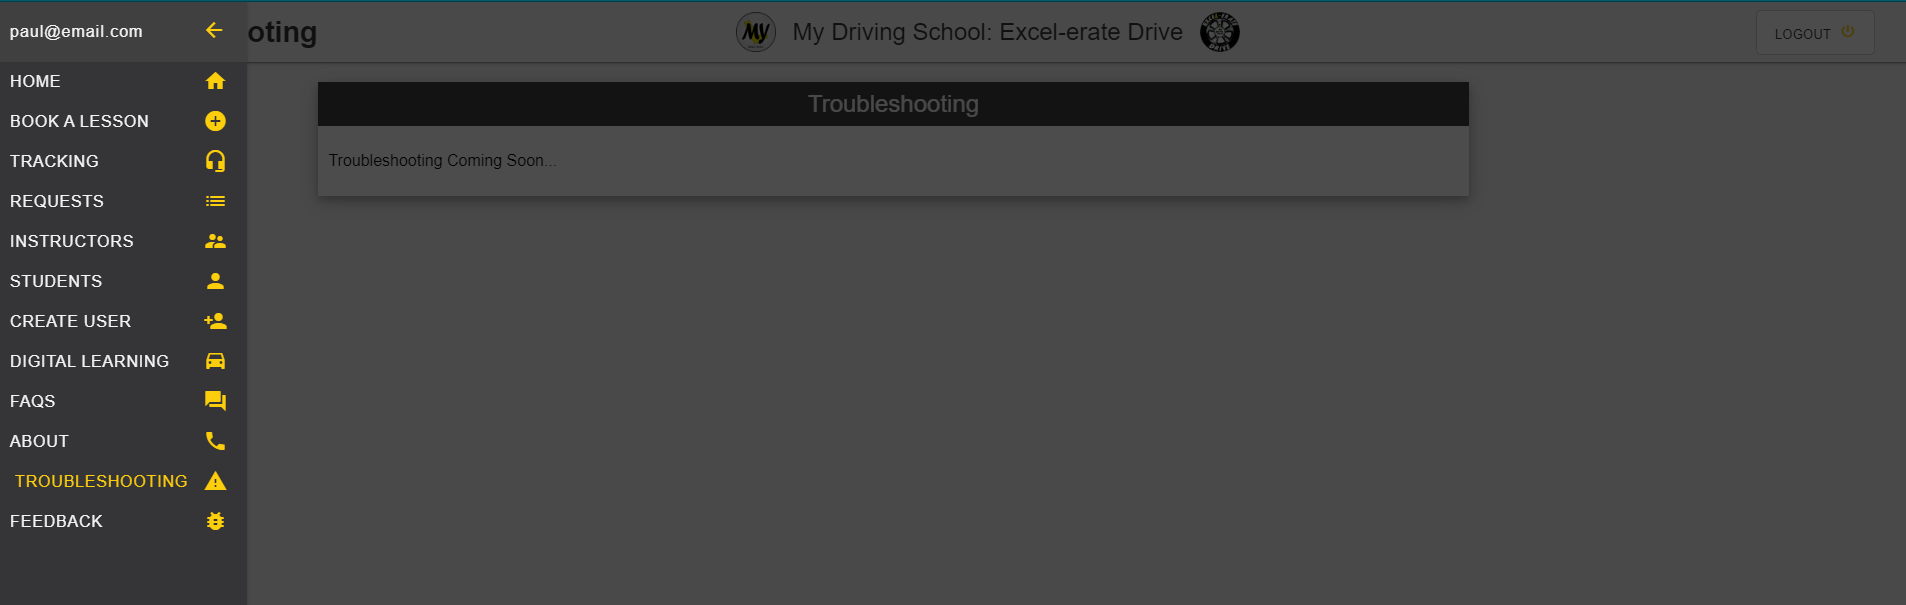 paul@email.com
oting
My
My Driving School: Excel-erate Drive
DRIVE
LOGOUT
HOME
BOOK A LESSON
TRACKING
REQUESTS
INSTRUCTORS
STUDENTS
CREATE USER
DIGITAL LEARNING
FAQS
ABOUT
TROUBLESHOOTING
FEEDBACK
Troubleshooting
Troubleshooting Coming Soon...